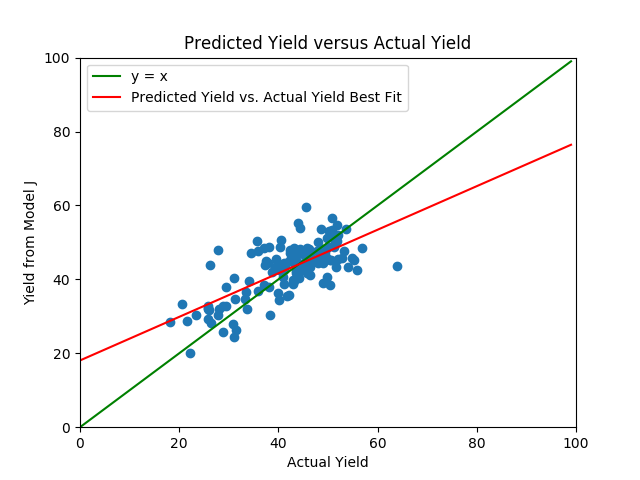 Predicted Yield versus Actual Yield
y = x
Predicted Yield vs. Actual Yield Best Fit
Yield from Model J
100
80
60
40
20
0
0 20 40 60 80 100
Actual Yield